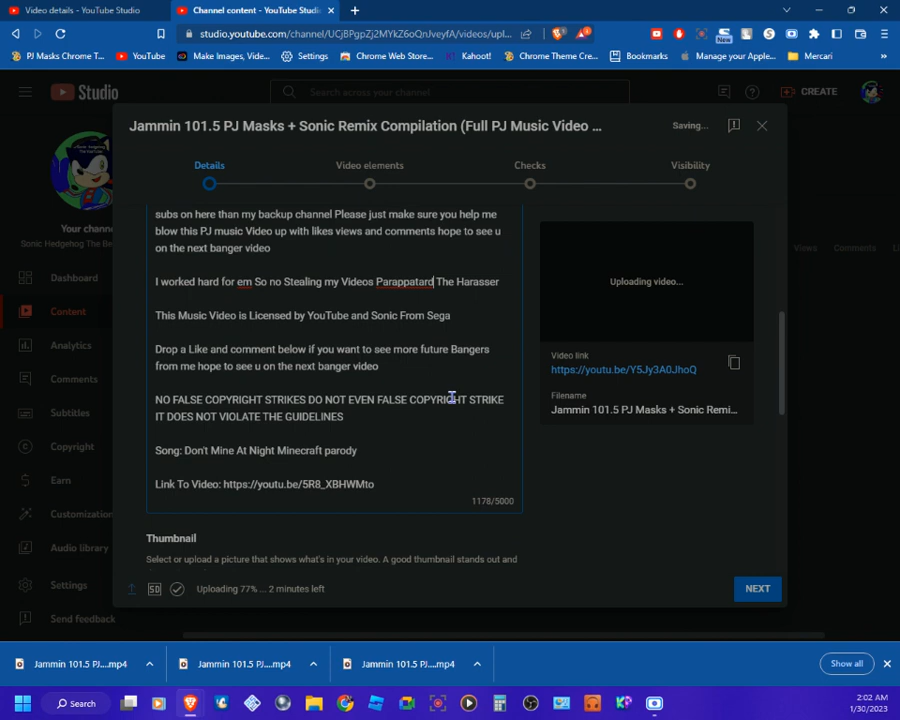 Video details - YouTube Studio
Channel content - YouTube Studio
studio.youtube.com/channel/UCjBPgpZj2MYkZ6oJnQnJveyfA/videos/upl...
New
PJ Masks Chrome T...
YouTube
Make Images, Vide...
Settings
Chrome Web Store...
Kahoot!
Chrome Theme Cre...
Bookmarks
Manage your Apple...
Mercari
Studio
Search across your channel
CREATE
Jammin 101.5 PJ Masks + Sonic Remix Compilation (Full PJ Music Video ...
Saving...
Details
Video elements
Checks
Visibility
subs on here than my backup channel Please just make sure you help me
blow this PJ music Video up with likes views and comments hope to see u
on the next banger video
I worked hard for em So no Stealing my Videos Parappatard The Harasser
This Music Video is Licensed by YouTube and Sonic From Sega
Drop a Like and comment below if you want to see more future Bangers
from me hope to see u on the next banger video
NO FALSE COPYRIGHT STRIKES DO NOT EVEN FALSE COPYRIGHT STRIKE
IT DOES NOT VIOLATE THE GUIDELINES
Song: Don't Mine At Night Minecraft parody
Link To Video: https://youtu.be/5R8_XBHWMto
1178/5000
Thumbnail
Select or upload a picture that shows what's in your video. A good thumbnail stands out and
Uploading video...
Video link
https://youtu.be/Y5Jy3A0JhoQ
Filename
Jammin 101.5 PJ Masks + Sonic Remi...
Uploading 77% ... 2 minutes left
NEXT
Your chann
Sonic Hedgehog The Be
Dashboard
Content
Analytics
Comments
Subtitles
Copyright
Earn
Customization
Audio library
Settings
Send feedback
Views
Comments
Jammin 101.5 PJ....mp4
Jammin 101.5 PJ....mp4
Jammin 101.5 PJ....mp4
Show all
Search
2:02 AM
1/30/2023